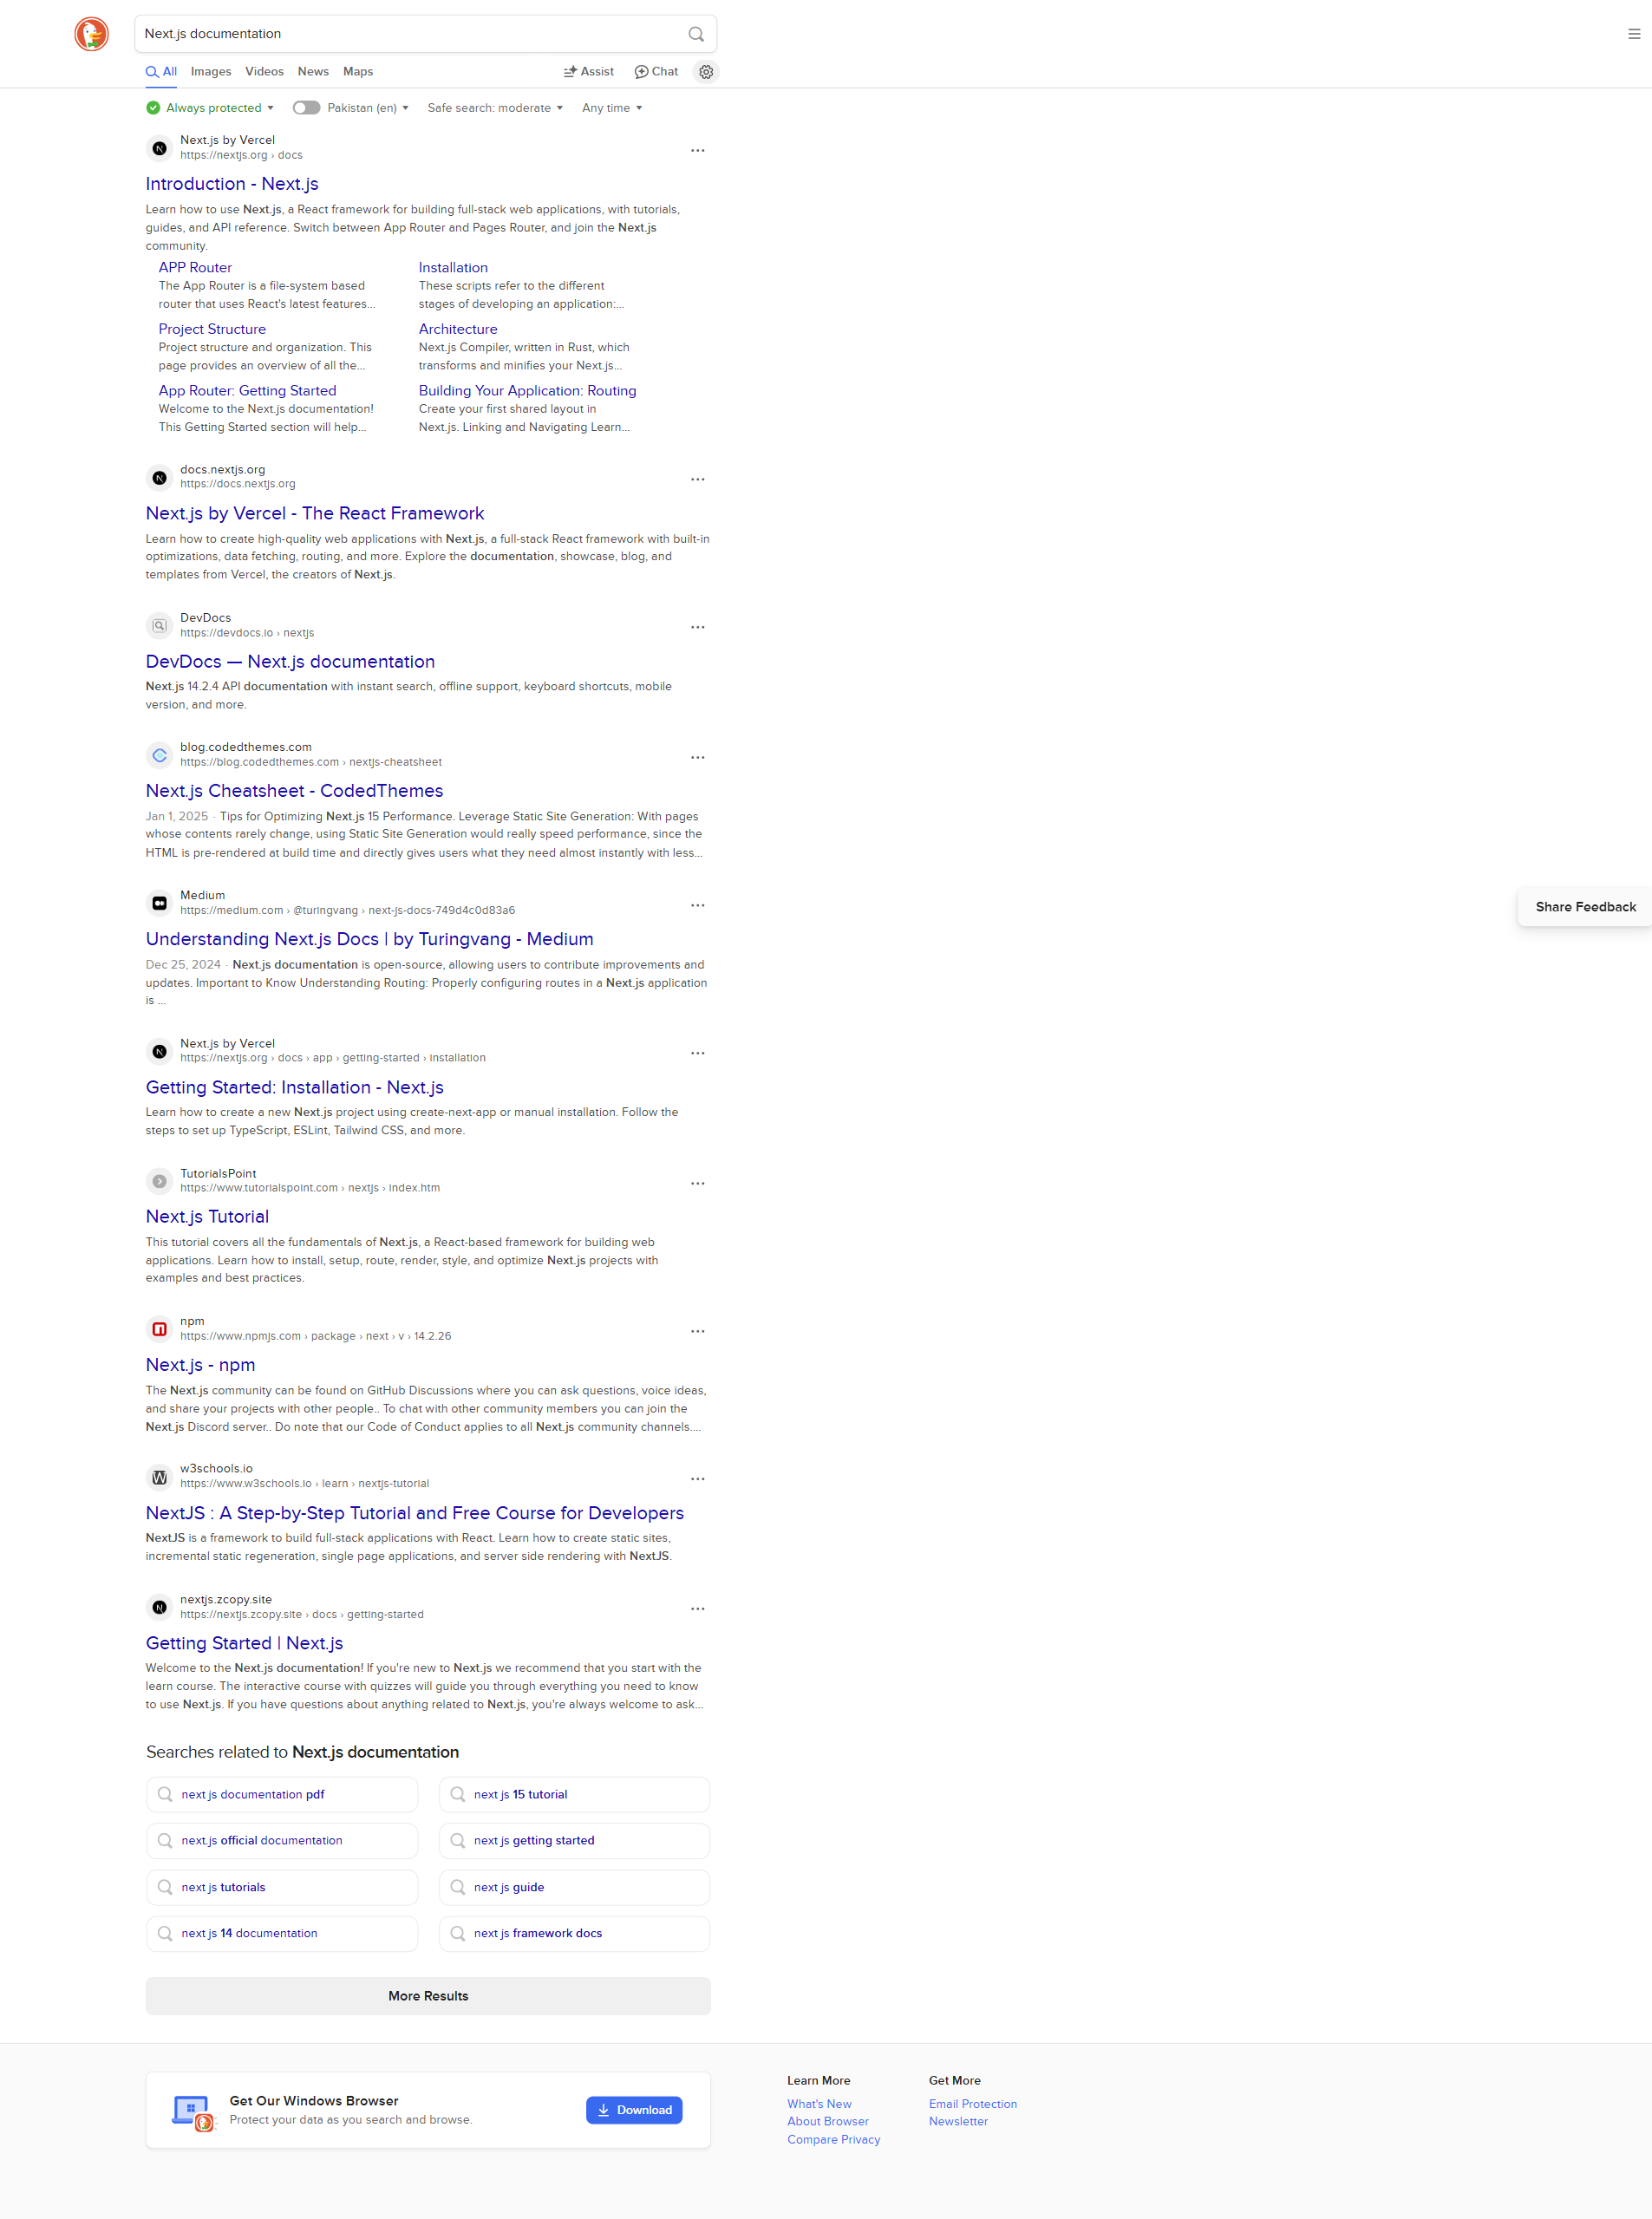 Next.js documentation
All Images Videos News Maps Assist Chat
Always protected Pakistan (en) Safe search: moderate Any time
Next.js by Vercel
https://nextjs.org › docs
Introduction - Next.js
Learn how to use Next.js, a React framework for building full-stack web applications, with tutorials,
guides, and API reference. Switch between App Router and Pages Router, and join the Next.js
community.
APP Router
The App Router is a file-system based
router that uses React's latest features...
Installation
These scripts refer to the different
stages of developing an application:...
Project Structure
Project structure and organization. This
page provides an overview of all the...
Architecture
Next.js Compiler, written in Rust, which
transforms and minifies your Next.js...
App Router: Getting Started
Welcome to the Next.js documentation!
This Getting Started section will help...
Building Your Application: Routing
Create your first shared layout in
Next.js. Linking and Navigating Learn...
docs.nextjs.org
https://docs.nextjs.org
Next.js by Vercel - The React Framework
Learn how to create high-quality web applications with Next.js, a full-stack React framework with built-in
optimizations, data fetching, routing, and more. Explore the documentation, showcase, blog, and
templates from Vercel, the creators of Next.js.
DevDocs
https://devdocs.io › nextjs
DevDocs — Next.js documentation
Next.js 14.2.4 API documentation with instant search, offline support, keyboard shortcuts, mobile
version, and more.
blog.codedthemes.com
https://blog.codedthemes.com › nextjs-cheatsheet
Next.js Cheatsheet - CodedThemes
Jan 1, 2025 · Tips for Optimizing Next.js 15 Performance. Leverage Static Site Generation: With pages
whose contents rarely change, using Static Site Generation would really speed performance, since the
HTML is pre-rendered at build time and directly gives users what they need almost instantly with less...
Medium
https://medium.com › @turingvang › next-js-docs-749d4c0d83a6
Understanding Next.js Docs | by Turingvang - Medium
Dec 25, 2024 · Next.js documentation is open-source, allowing users to contribute improvements and
updates. Important to Know Understanding Routing: Properly configuring routes in a Next.js application
is ...
Share Feedback
Next.js by Vercel
https://nextjs.org › docs › app › getting-started › installation
Getting Started: Installation - Next.js
Learn how to create a new Next.js project using create-next-app or manual installation. Follow the
steps to set up TypeScript, ESLint, Tailwind CSS, and more.
TutorialsPoint
https://www.tutorialspoint.com › nextjs › index.htm
Next.js Tutorial
This tutorial covers all the fundamentals of Next.js, a React-based framework for building web
applications. Learn how to install, setup, route, render, style, and optimize Next.js projects with
examples and best practices.
npm
https://www.npmjs.com › package › next › v › 14.2.26
Next.js - npm
The Next.js community can be found on GitHub Discussions where you can ask questions, voice ideas,
and share your projects with other people.. To chat with other community members you can join the
Next.js Discord server.. Do note that our Code of Conduct applies to all Next.js community channels....
w3schools.io
https://www.w3schools.io › learn › nextjs-tutorial
NextJS : A Step-by-Step Tutorial and Free Course for Developers
NextJS is a framework to build full-stack applications with React. Learn how to create static sites,
incremental static regeneration, single page applications, and server side rendering with NextJS.
nextjs.zcopy.site
https://nextjs.zcopy.site › docs › getting-started
Getting Started | Next.js
Welcome to the Next.js documentation! If you're new to Next.js we recommend that you start with the
learn course. The interactive course with quizzes will guide you through everything you need to know
to use Next.js. If you have questions about anything related to Next.js, you're always welcome to ask...
Searches related to Next.js documentation
next js documentation pdf
next js 15 tutorial
next.js official documentation
next js getting started
next js tutorials
next js guide
next js 14 documentation
next js framework docs
More Results
Get Our Windows Browser
Protect your data as you search and browse.
Download
Learn More
What's New
About Browser
Compare Privacy
Get More
Email Protection
Newsletter